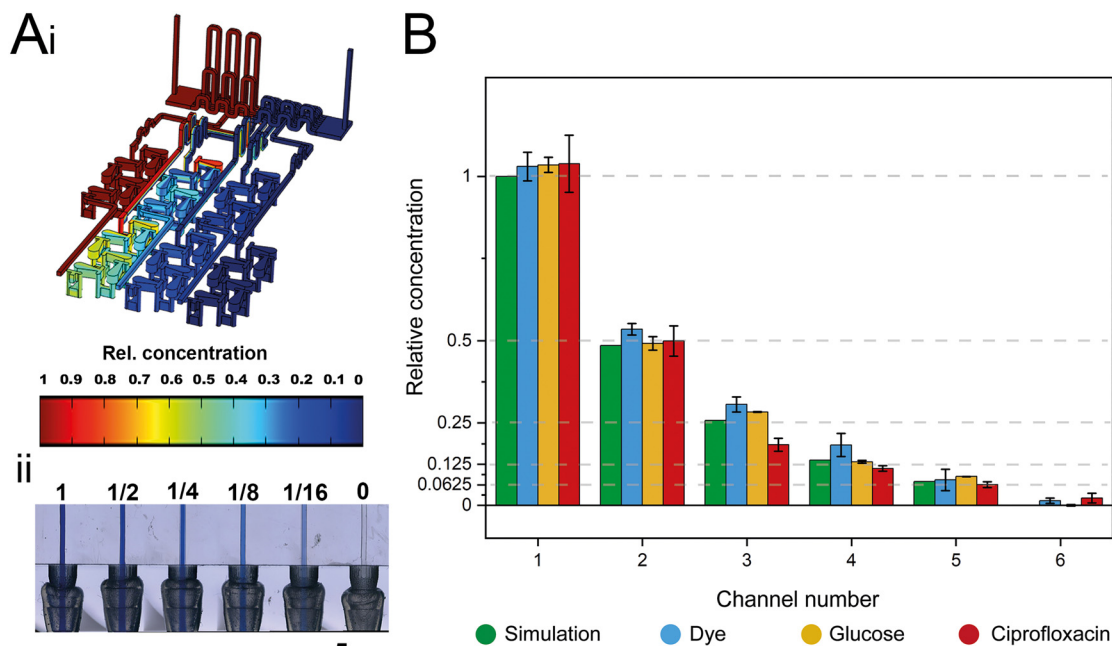 Ai
Rel. concentration
1 0.9 0.8 0.7 0.6 0.5 0.4 0.3 0.2 0.1 0
ii
1 1/2 1/4 1/8 1/16 0
B
Relative concentration
1
0.5
0.25
0.125
0.0625
0
1 2 3 4 5 6
Channel number
Simulation Dye Glucose Ciprofloxacin